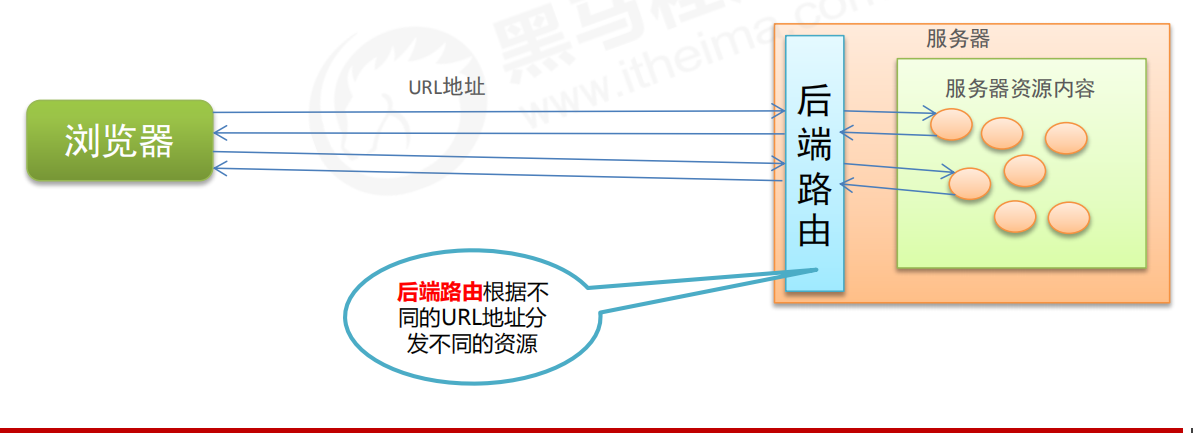 黑马程
www.itheima.com
服务器
URL地址
服务器资源内容
浏览器
后
端
路
由
后端路由根据不
同的URL地址分
发不同的资源